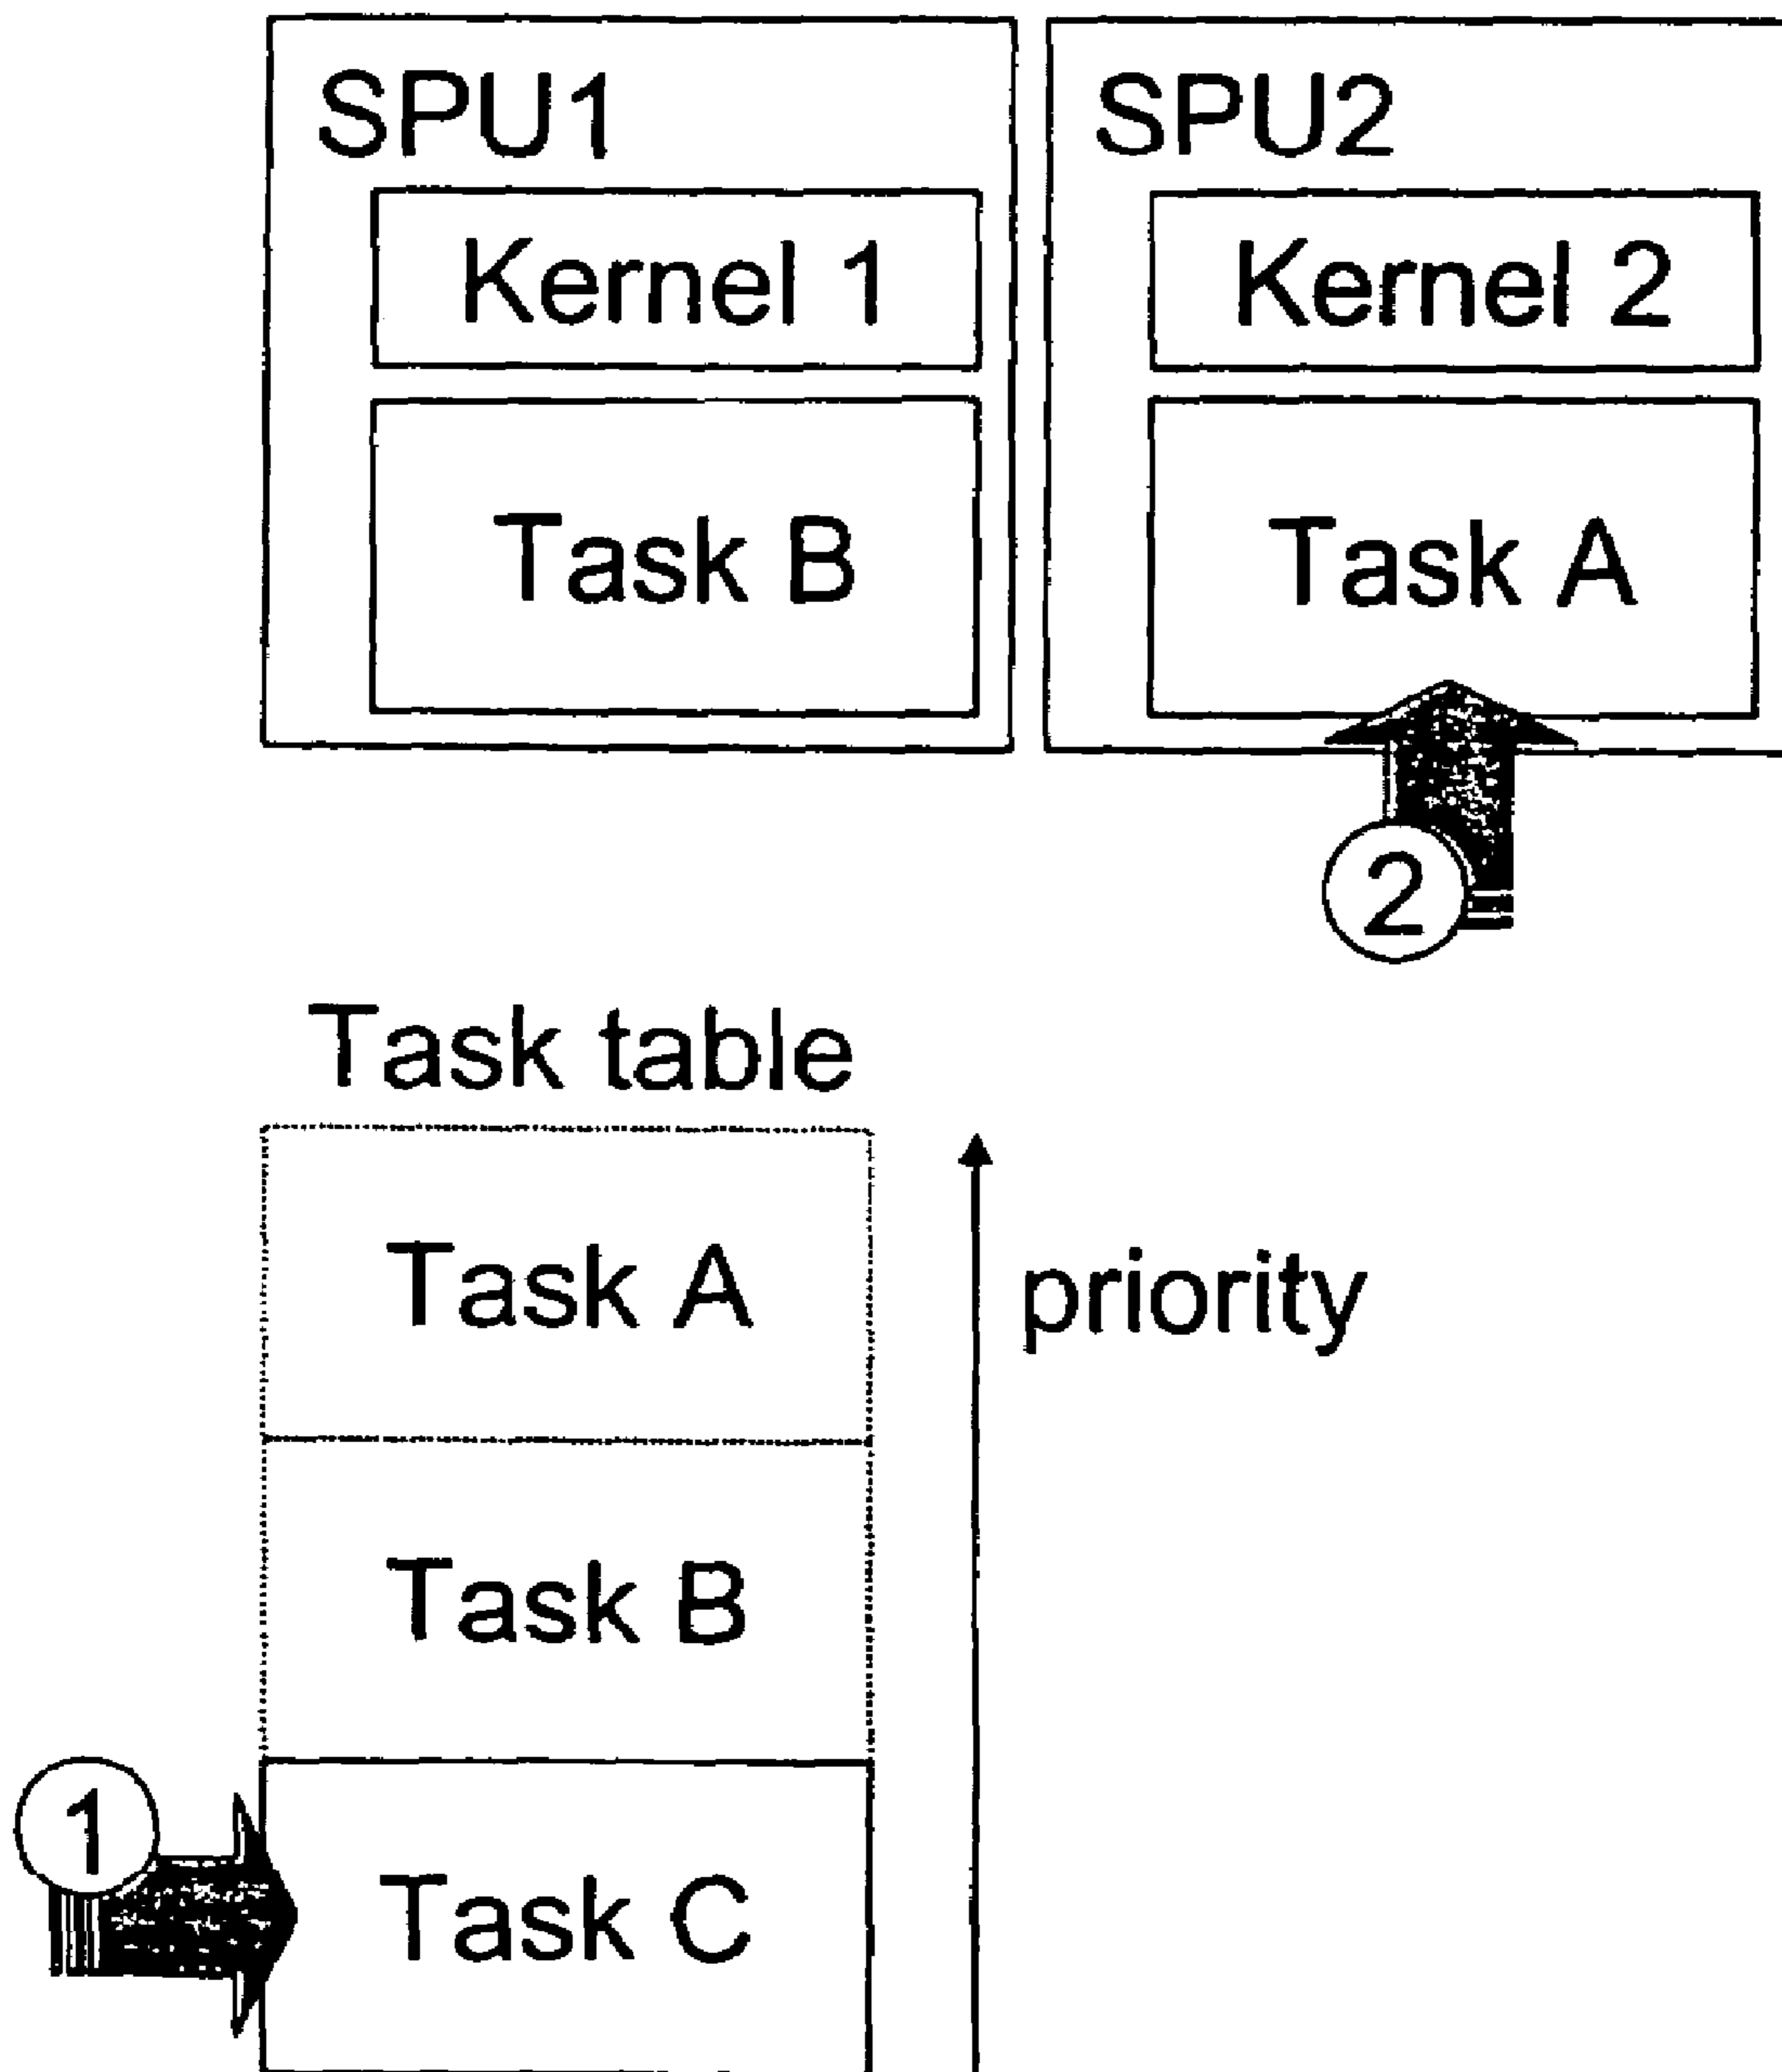 SPU1
Kernel 1
Task B
SPU2
Kernel 2
Task A
2
Task table
Task A
priority
Task B
1
Task C